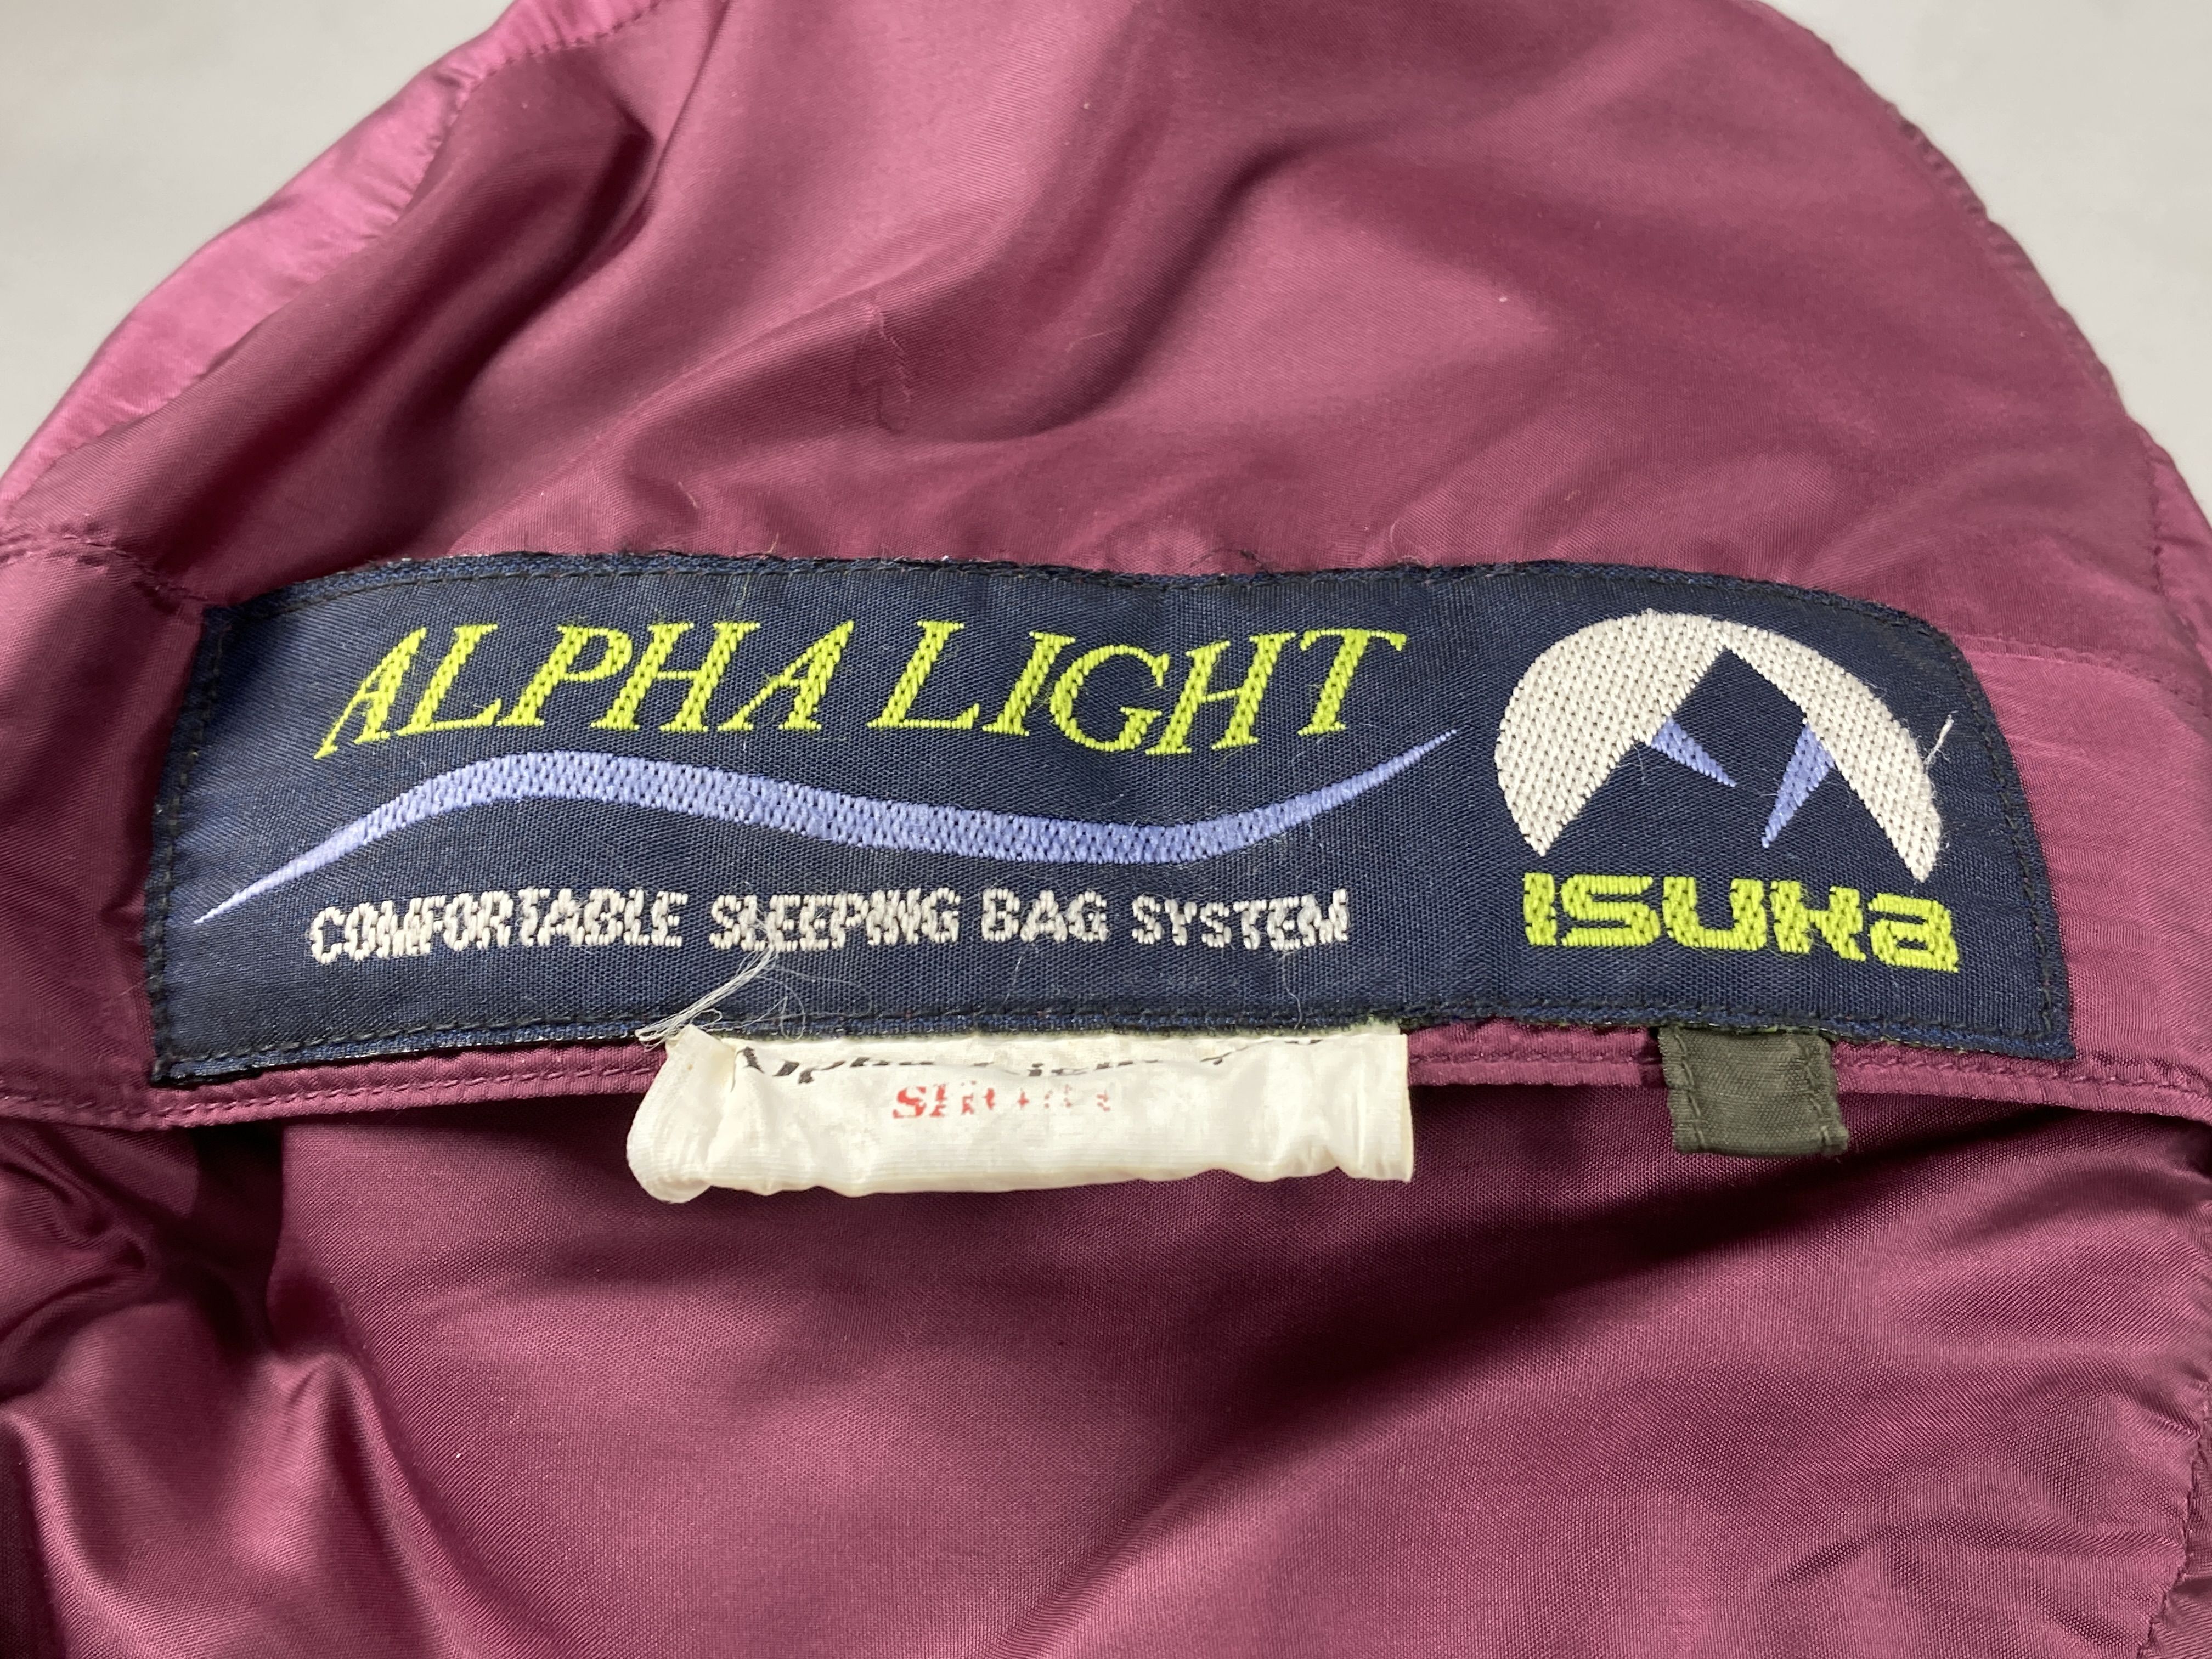 ALPHA LIGHT
COMFORTABLE SLEEPING BAG SYSTEM
ISUKa